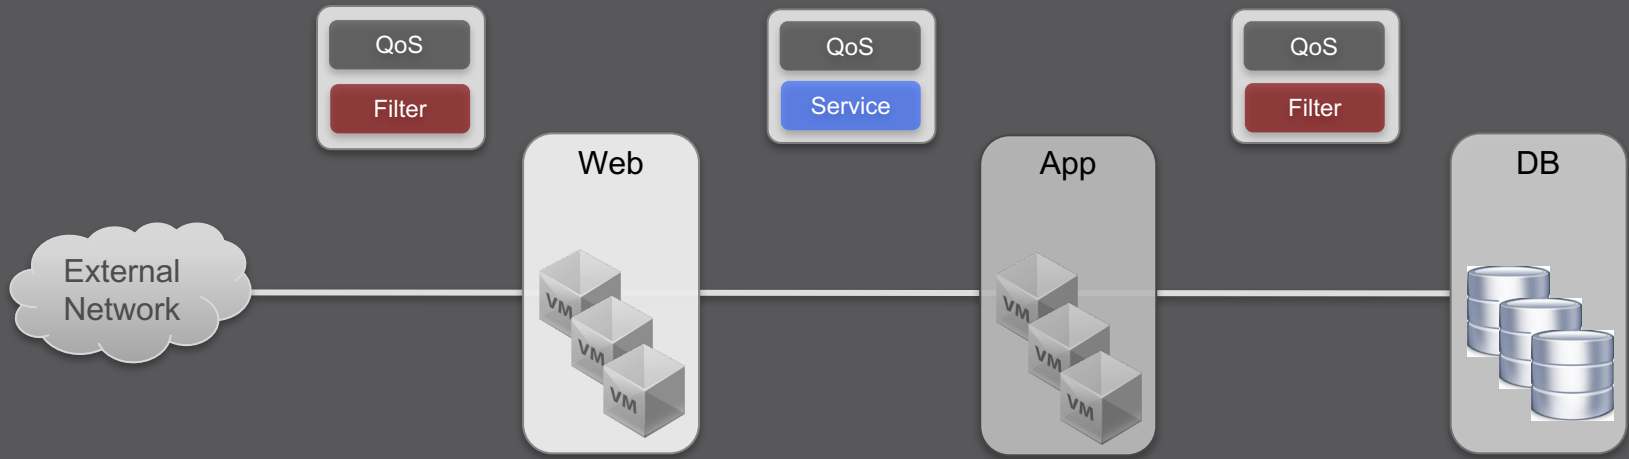 QoS
Filter
QoS
Service
QoS
Filter
Web
App
DB
External
Network
VM
VM
VM
VM
VM
VM